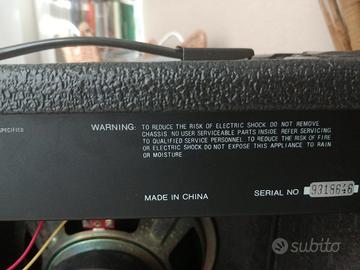 SPECIFIED
WARNING: TO REDUCE THE RISK OF ELECTRIC SHOCK DO NOT REMOVE
CHASSIS NO USER SERVICEABLE PARTS INSIDE REFER SERVICING
TO QUALIFIED SERVICE PERSONNEL TO REDUCE THE RISK OF FIRE
OR ELECTRIC SHOCK DO NOT EXPOSE THIS APPLIANCE TO RAIN
OR MOISTURE
MADE IN CHINA
SERIAL NO 9318646
subito